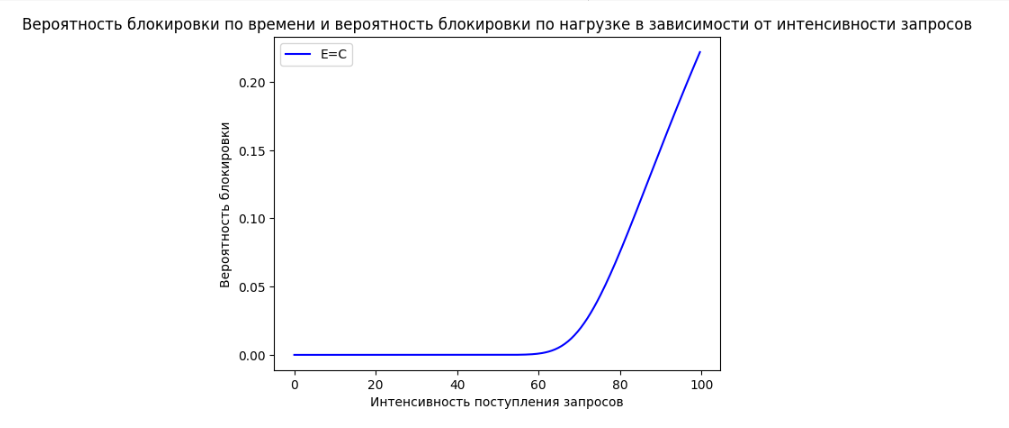 Вероятность блокировки по времени и вероятность блокировки по нагрузке в зависимости от интенсивности запросов
E=C
Вероятность блокировки
0.20
0.15
0.10
0.05
0.00
0 20 40 60 80 100
Интенсивность поступления запросов